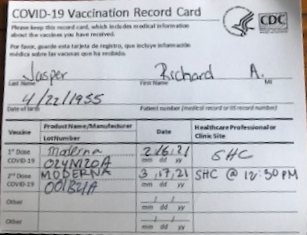 COVID-19 Vaccination Record Card
Please keep this record card, which includes medical information
about the vaccines you have received.
Por favor, guarde esta tarjeta de registro, que incluye información
médica sobre las vacunas que ha recibido.
CDC
Jasper Richard A.
Last Name First Name MI
4/22/1955
Date of birth Patient number (medical record or IIS record number)
Vaccine Product Name/Manufacturer Date Healthcare Professional or
Lot Number Clinic Site
1st Dose Moderna 2/6/21 SHC
COVID-19 mm dd yy
2nd Dose MODERNA 3/17/21 SHC @ 12:50 PM
COVID-19 mm dd yy
Other / /
mm dd yy
Other / /
mm dd yy